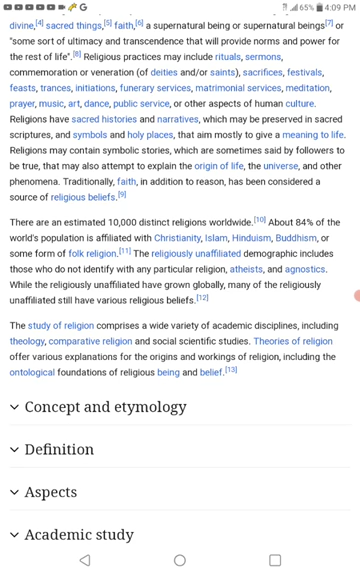 65% 4:09 PM
divine,[4] sacred things,[5] faith,[6] a supernatural being or supernatural beings[7] or
"some sort of ultimacy and transcendence that will provide norms and power for
the rest of life".[8] Religious practices may include rituals, sermons,
commemoration or veneration (of deities and/or saints), sacrifices, festivals,
feasts, trances, initiations, funerary services, matrimonial services, meditation,
prayer, music, art, dance, public service, or other aspects of human culture.
Religions have sacred histories and narratives, which may be preserved in sacred
scriptures, and symbols and holy places, that aim mostly to give a meaning to life.
Religions may contain symbolic stories, which are sometimes said by followers to
be true, that may also attempt to explain the origin of life, the universe, and other
phenomena. Traditionally, faith, in addition to reason, has been considered a
source of religious beliefs.[9]
There are an estimated 10,000 distinct religions worldwide.[10] About 84% of the
world's population is affiliated with Christianity, Islam, Hinduism, Buddhism, or
some form of folk religion.[11] The religiously unaffiliated demographic includes
those who do not identify with any particular religion, atheists, and agnostics.
While the religiously unaffiliated have grown globally, many of the religiously
unaffiliated still have various religious beliefs.[12]
The study of religion comprises a wide variety of academic disciplines, including
theology, comparative religion and social scientific studies. Theories of religion
offer various explanations for the origins and workings of religion, including the
ontological foundations of religious being and belief.[13]
Concept and etymology
Definition
Aspects
Academic study